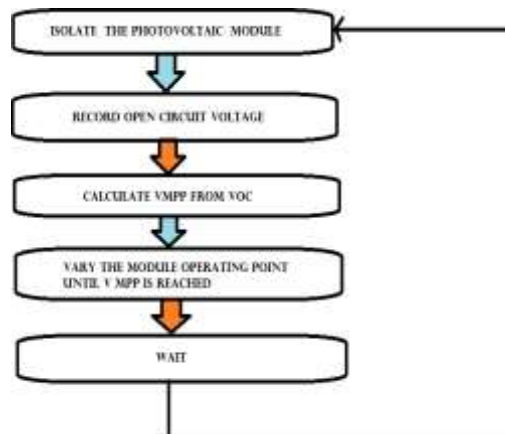 ISOLATE THE PHOTOVOLTAIC MODULE
RECORD OPEN CIRCUIT VOLTAGE
CALCULATE VMPP FROM VOC
VARY THE MODULE OPERATING POINT
UNTIL V MPP IS REACHED
WAIT